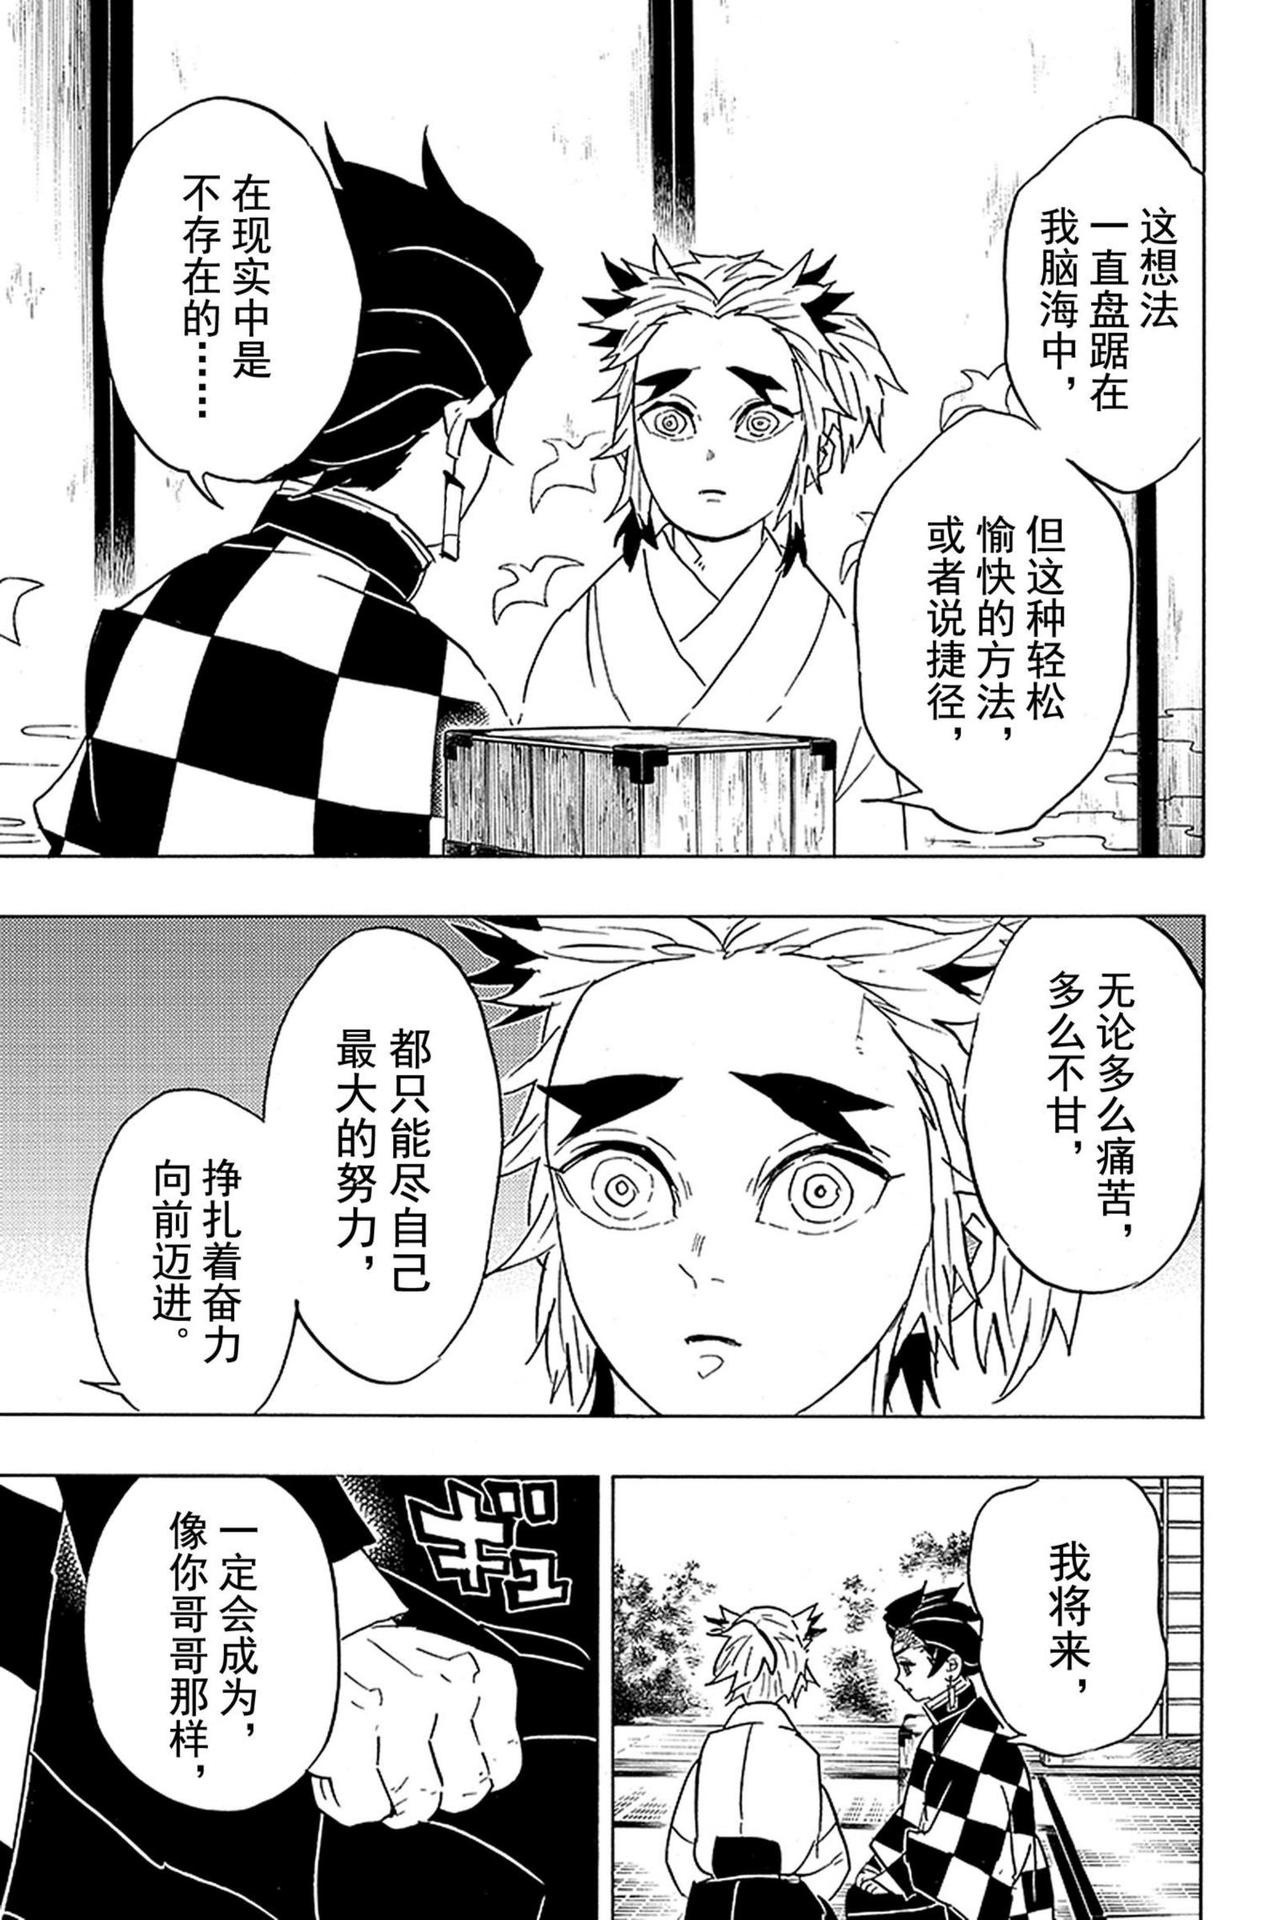 这想法
一直盘踞在
我脑海中，
但这种轻松
愉快的方法，
或者说捷径，
在现实中是
不存在的……
无论多么痛苦，
多么不甘，
都只能尽自己
最大的努力，
挣扎着奋力
向前迈进。
我将来，
一定会成为，
像你哥哥那样，
ギュ